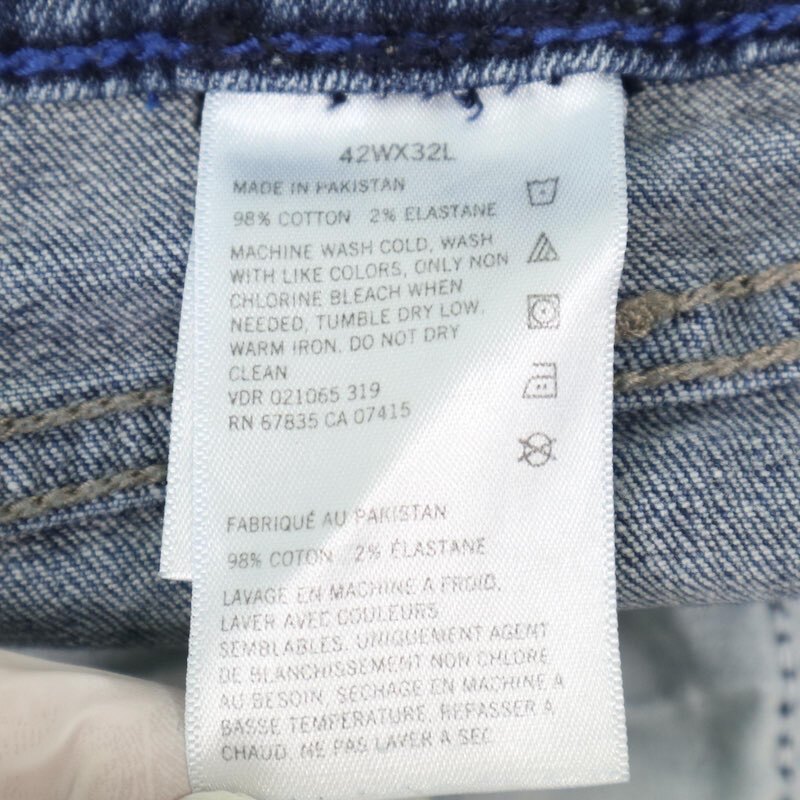 42WX32L
MADE IN PAKISTAN
98% COTTON 2% ELASTANE
MACHINE WASH COLD, WASH
WITH LIKE COLORS, ONLY NON
CHLORINE BLEACH WHEN
NEEDED, TUMBLE DRY LOW,
WARM IRON, DO NOT DRY
CLEAN
VDR 021065 319
RN 67835 CA 07415
FABRIQUÉ AU PAKISTAN
98% COTON 2% ÉLASTANE
LAVAGE EN MACHINE A FROID,
LAVER AVEC COULEURS
SEMBLABLES, UNIQUEMENT AGENT
DE BLANCHISSEMENT NON CHLORE
AU BESOIN, SECHAGE EN MACHINE A
BASSE TEMPERATURE, REPASSER A
CHAUD, NE PAS LAVER A SEC